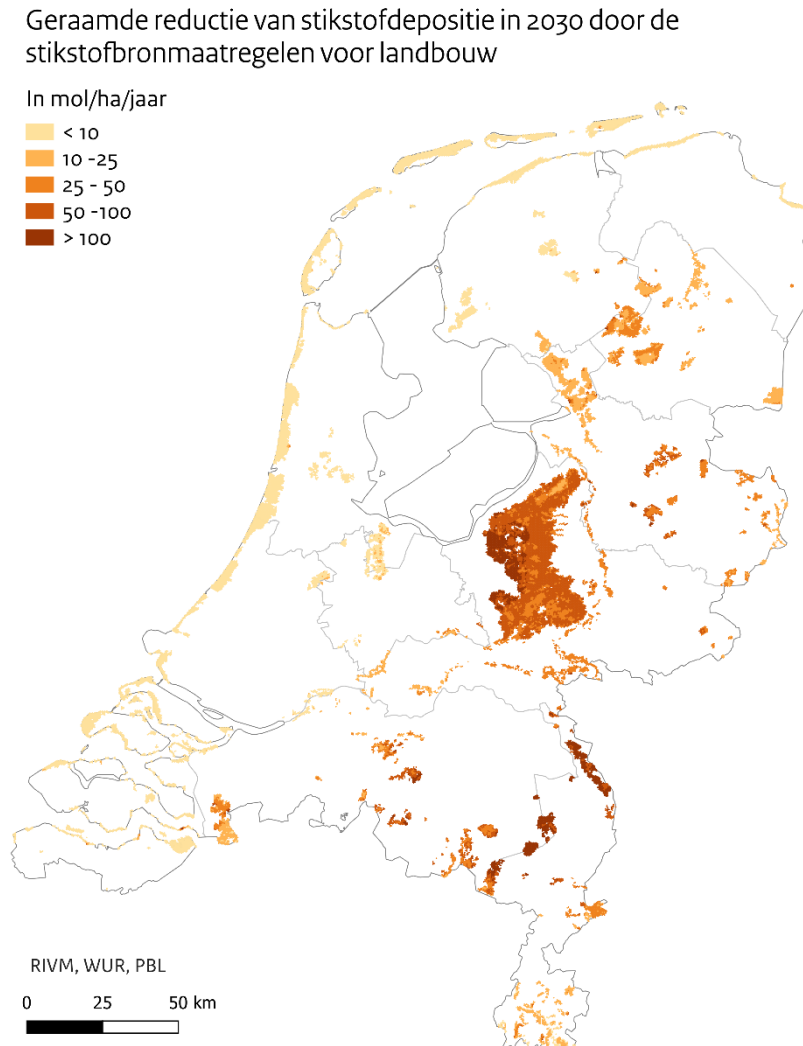 Geraamde reductie van stikstofdepositie in 2030 door de
stikstofbronmaatregelen voor landbouw
In mol/ha/jaar
< 10
10 -25
25 - 50
50 -100
> 100
RIVM, WUR, PBL
0 25 50 km